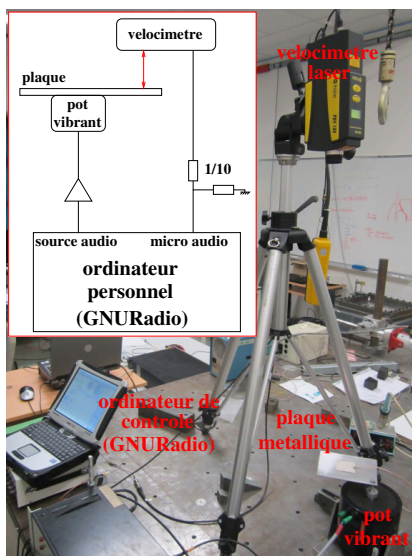 velocimetre
plaque
pot
vibrant
1/10
source audio
micro audio
ordinateur
personnel
(GNURadio)
velocimetre
laser
ordinateur de
controle
(GNURadio)
plaque
metallique
pot
vibrant